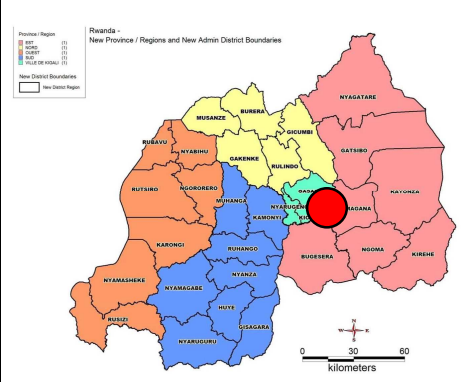 Province / Region
EST (1)
NORD (1)
OUEST (1)
SUD (1)
VILLE DE KIGALI (1)
New District Boundaries
New District Region
Rwanda -
New Province / Regions and New Admin District Boundaries
NYAGATARE
BURERA
MUSANZE
GICUMBI
RUBAVU
NYABIHU
GATSIBO
GAKENKE
RULINDO
RUTSIRO
NGORORERO
KAYONZA
MUHANGA
KAMONYI
KARONGI
RUHANGO
BUGESERA
NGOMA
KIREHE
NYAMASHEKE
NYANZA
NYAMAGABE
HUYE
RUSIZI
GISAGARA
NYARUGURU
W
N
E
S
0 30 60
kilometers